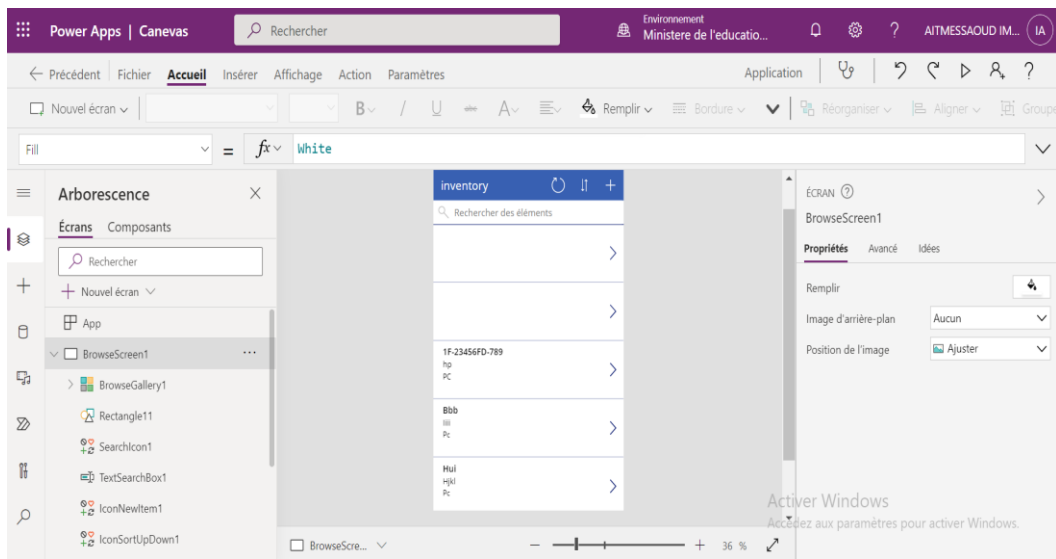 Power Apps | Canevas
Rechercher
Environnement
Ministere de l'educatio...
AITMESSAOUD IM...
IA
Précédent Fichier Accueil Insérer Affichage Action Paramètres
Application
Nouvel écran
B / U abc A
Remplir
Bordure
Réorganiser
Aligner
Groupe
Fill
= fx White
Arborescence
Écrans Composants
Rechercher
Nouvel écran
App
BrowseScreen1 ...
BrowseGallery1
Rectangle11
SearchIcon1
TextSearchBox1
IconNewItem1
IconSortUpDown1
inventory
Rechercher des éléments
1F-23456FD-789
hp
PC
Bbb
Pc
Hui
Hjkl
Pc
BrowseScre...
36 %
ÉCRAN
BrowseScreen1
Propriétés Avancé Idées
Remplir
Image d'arrière-plan Aucun
Position de l'image Ajuster
Activer Windows
Accédez aux paramètres pour activer Windows.